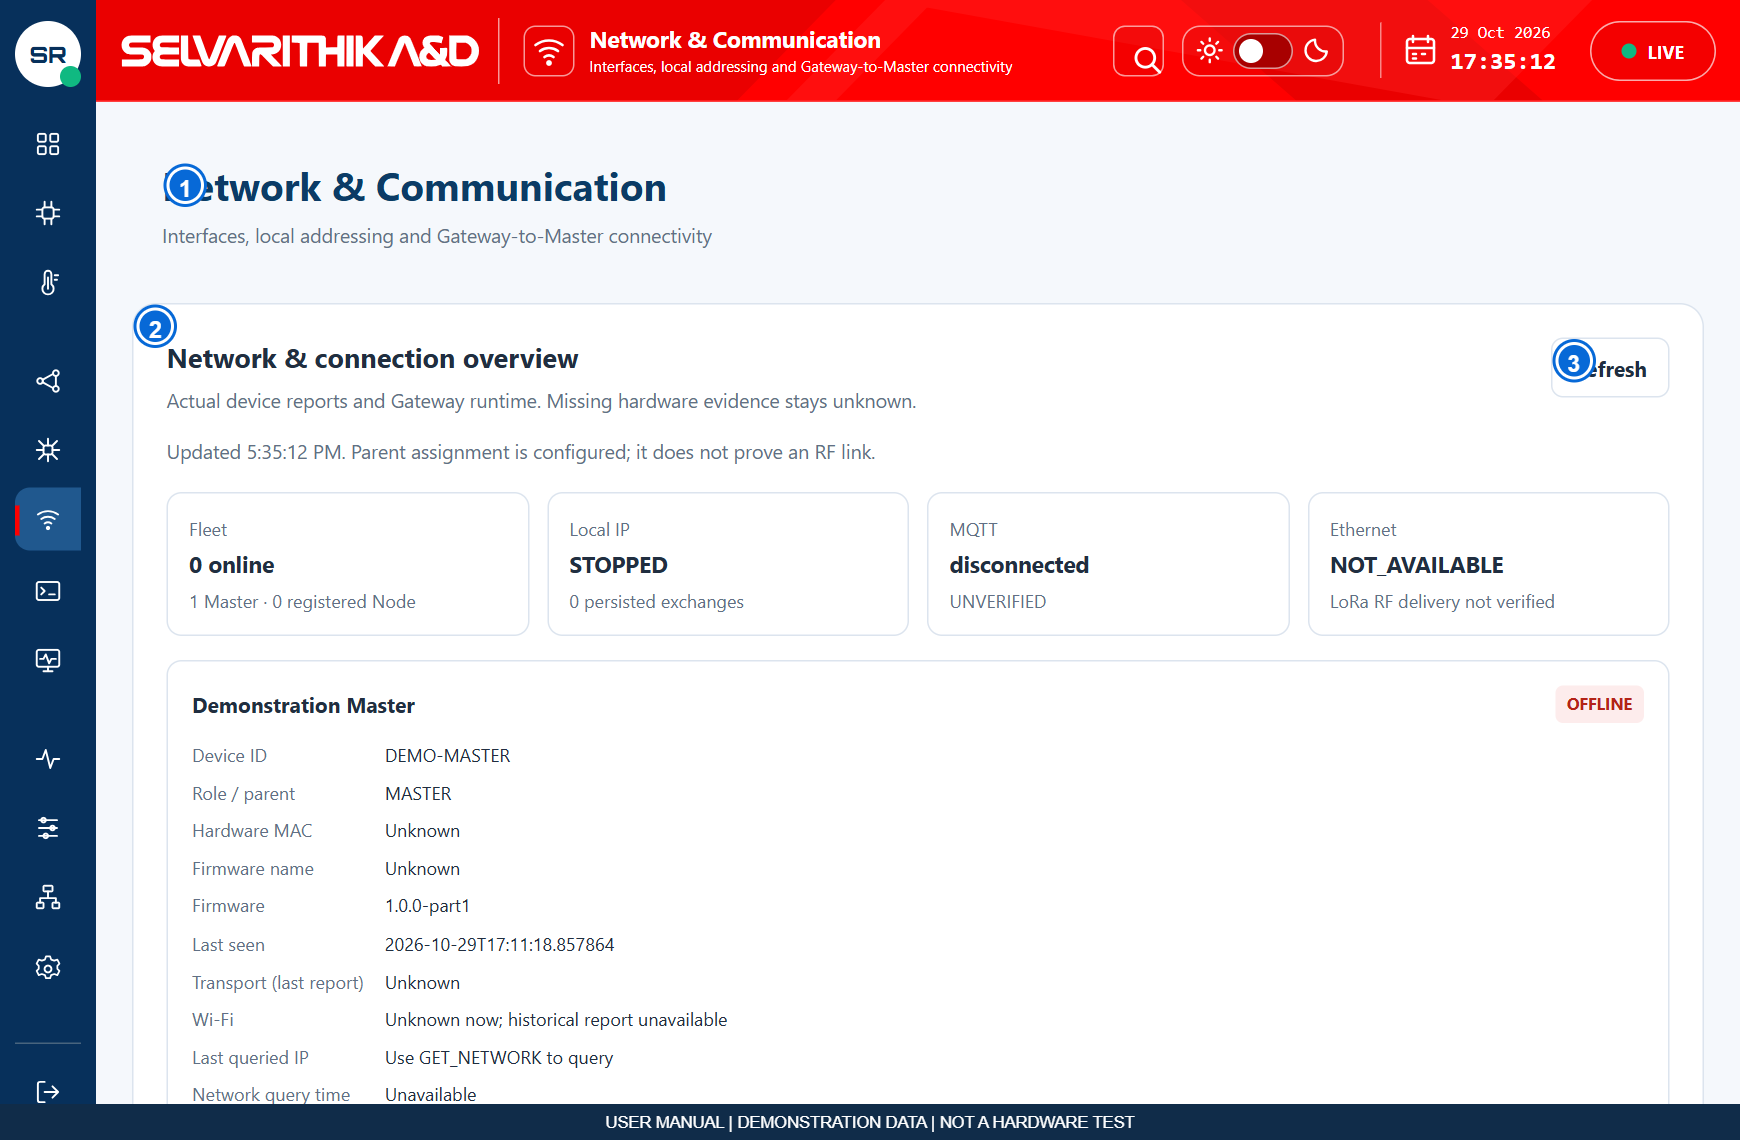 SR
SELVARITHIK A&D
Network & Communication
Interfaces, local addressing and Gateway-to-Master connectivity
29 Oct 2026
17:35:12
LIVE
1
etwork & Communication
Interfaces, local addressing and Gateway-to-Master connectivity
2
Network & connection overview
3
efresh
Actual device reports and Gateway runtime. Missing hardware evidence stays unknown.
Updated 5:35:12 PM. Parent assignment is configured; it does not prove an RF link.
Fleet
0 online
1 Master · 0 registered Node
Local IP
STOPPED
0 persisted exchanges
MQTT
disconnected
UNVERIFIED
Ethernet
NOT_AVAILABLE
LoRa RF delivery not verified
Demonstration Master
OFFLINE
Device ID DEMO-MASTER
Role / parent MASTER
Hardware MAC Unknown
Firmware name Unknown
Firmware 1.0.0-part1
Last seen 2026-10-29T17:11:18.857864
Transport (last report) Unknown
Wi-Fi Unknown now; historical report unavailable
Last queried IP Use GET_NETWORK to query
Network query time Unavailable
USER MANUAL | DEMONSTRATION DATA | NOT A HARDWARE TEST